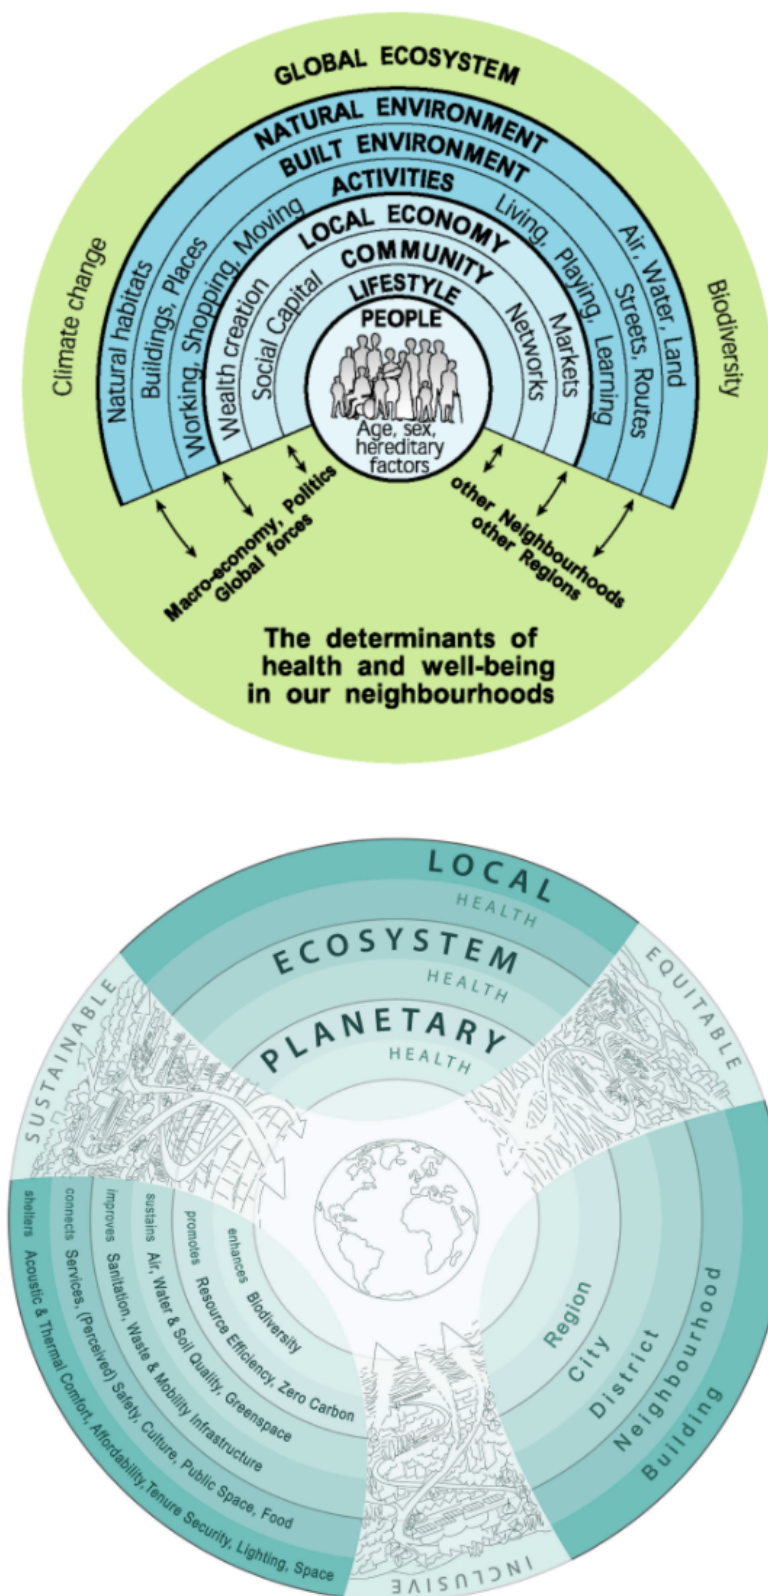 GLOBAL ECOSYSTEM
NATURAL ENVIRONMENT
BUILT ENVIRONMENT
ACTIVITIES
LOCAL ECONOMY
COMMUNITY
LIFESTYLE
PEOPLE
Age, sex,
hereditary
factors
Climate change
Natural habitats
Buildings, Places
Working, Shopping, Moving
Wealth creation
Social Capital
Networks
Markets
Living, Playing, Learning
Streets, Routes
Air, Water, Land
Biodiversity
Macro-economy, Politics
Global forces
other Neighbourhoods
other Regions
The determinants of
health and well-being
in our neighbourhoods
LOCAL
HEALTH
ECOSYSTEM
HEALTH
PLANETARY
HEALTH
SUSTAINABLE
EQUITABLE
INCLUSIVE
enhances Biodiversity
promotes Resource Efficiency, Zero Carbon
sustains Air, Water & Soil Quality, Greenspace
improves Sanitation, Waste & Mobility Infrastructure
connects Services, (Perceived) Safety, Culture, Public Space, Food
shelters Acoustic & Thermal Comfort, Affordability, Tenure Security, Lighting, Space
Region
City
District
Neighbourhood
Building